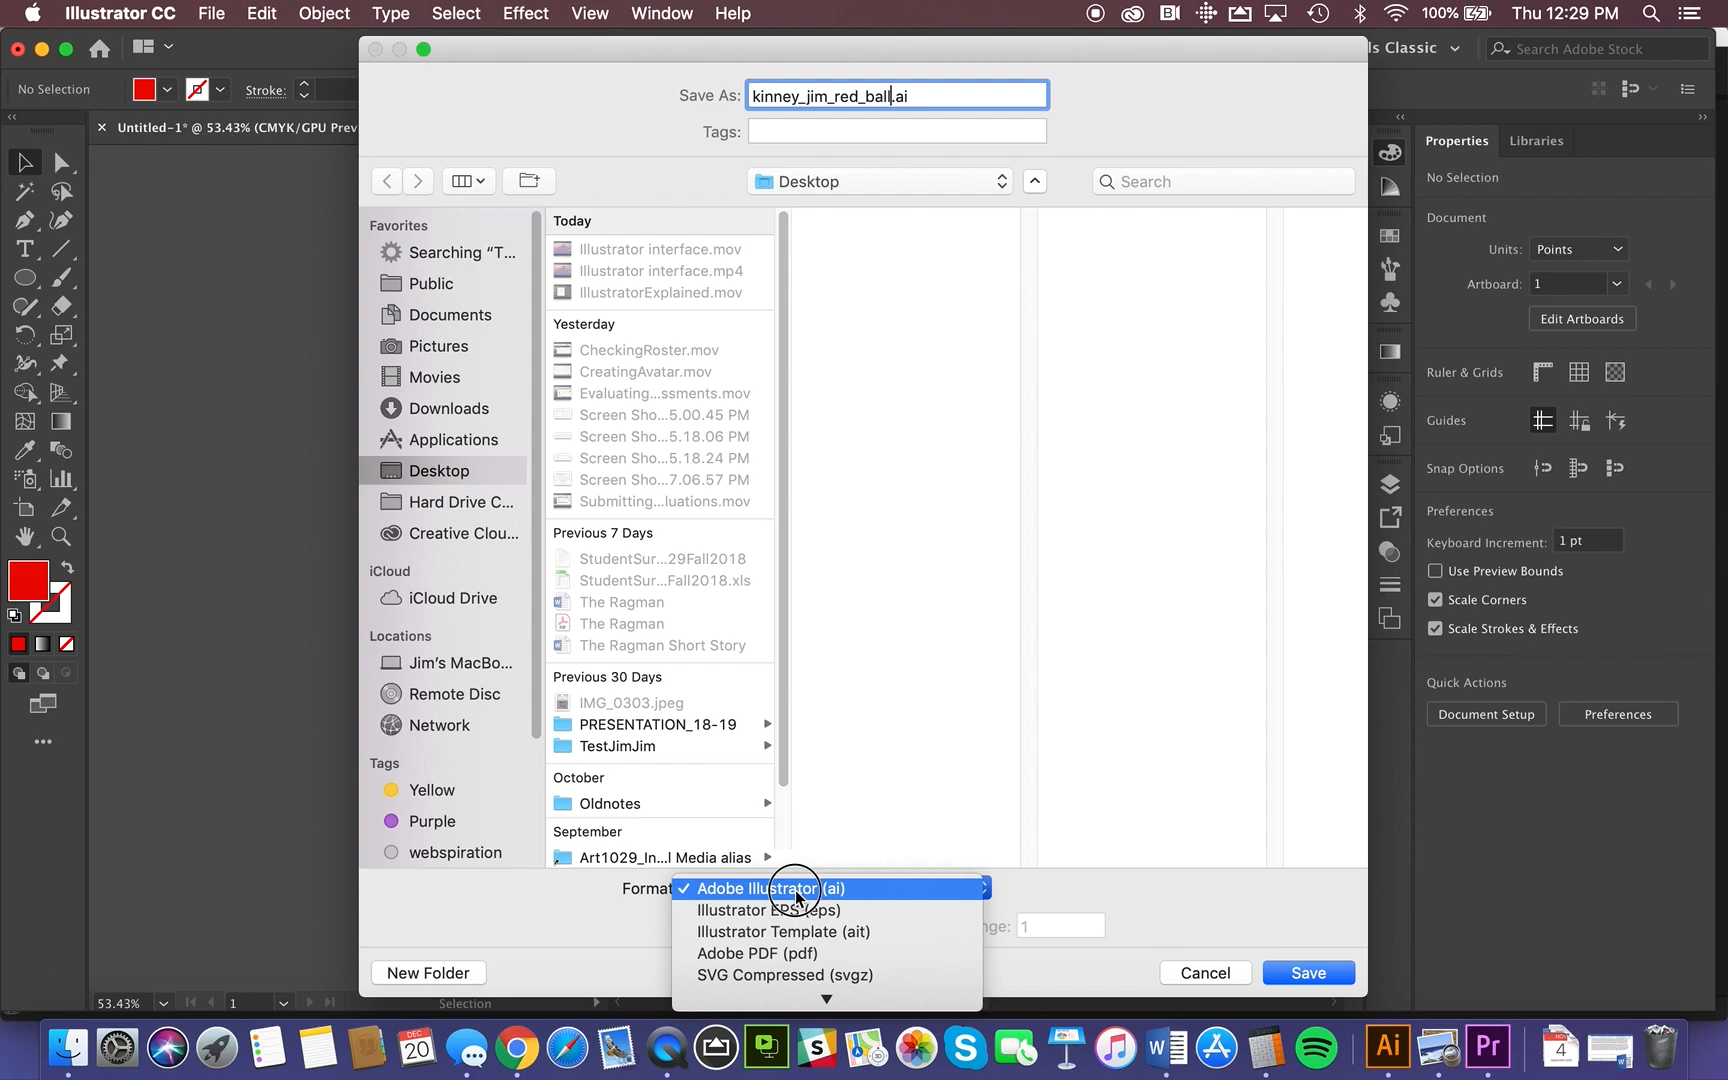 Illustrator CC File Edit Object Type Select Effect View Window Help 100% Thu 12:29 PM
ls Classic Search Adobe Stock
No Selection Stroke:
Untitled-1* @ 53.43% (CMYK/GPU Prev
Save As: kinney_jim_red_ball.ai
Tags:
Desktop
Search
Favorites
Searching “T...
Public
Documents
Pictures
Movies
Downloads
Applications
Desktop
Hard Drive C...
Creative Clou...
iCloud
iCloud Drive
Locations
Jim’s MacBo...
Remote Disc
Network
Tags
Yellow
Purple
webspiration
Today
Illustrator interface.mov
Illustrator interface.mp4
IllustratorExplained.mov
Yesterday
CheckingRoster.mov
CreatingAvatar.mov
Evaluating...ssments.mov
Screen Sho...5.00.45 PM
Screen Sho...5.18.06 PM
Screen Sho...5.18.24 PM
Screen Sho...7.06.57 PM
Submitting...luations.mov
Previous 7 Days
StudentSur...29Fall2018
StudentSur...Fall2018.xls
The Ragman
The Ragman
The Ragman Short Story
Previous 30 Days
IMG_0303.jpeg
PRESENTATION_18-19
TestJimJim
October
Oldnotes
September
Art1029_In...l Media alias
Format
Adobe Illustrator (ai)
Illustrator EPS (eps)
Illustrator Template (ait)
Adobe PDF (pdf)
SVG Compressed (svgz)
nge: 1
New Folder
Cancel
Save
53.43% 1 Selection
Properties Libraries
No Selection
Document
Units: Points
Artboard: 1
Edit Artboards
Ruler & Grids
Guides
Snap Options
Preferences
Keyboard Increment: 1 pt
Use Preview Bounds
Scale Corners
Scale Strokes & Effects
Quick Actions
Document Setup Preferences
DEC
20
Ai
Pr
4